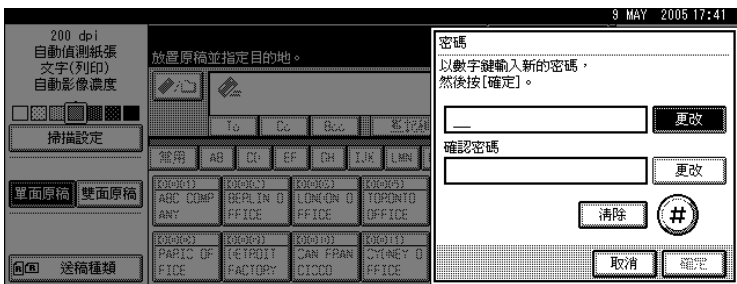 9 MAY 2005 17:41
200 dpi
自動偵測紙張
文字(列印)
自動影像濃度
掃描設定
單面原稿 雙面原稿
送稿種類
放置原稿並指定目的地。
To Cc Bcc
常用 AB CD EF GH IJK LMN
[00001] [00002] [00003] [00005]
ABC COMP BERLIN O LONDON O TORONTO
ANY FFICE FFICE OFFICE
PARIS OF DETROIT SAN FRAN SYDNEY O
FICE FACTORY CISCO FFICE
密碼
以數字鍵輸入新的密碼，
然後按[確定]。
更改
確認密碼
更改
清除 #
取消 確定